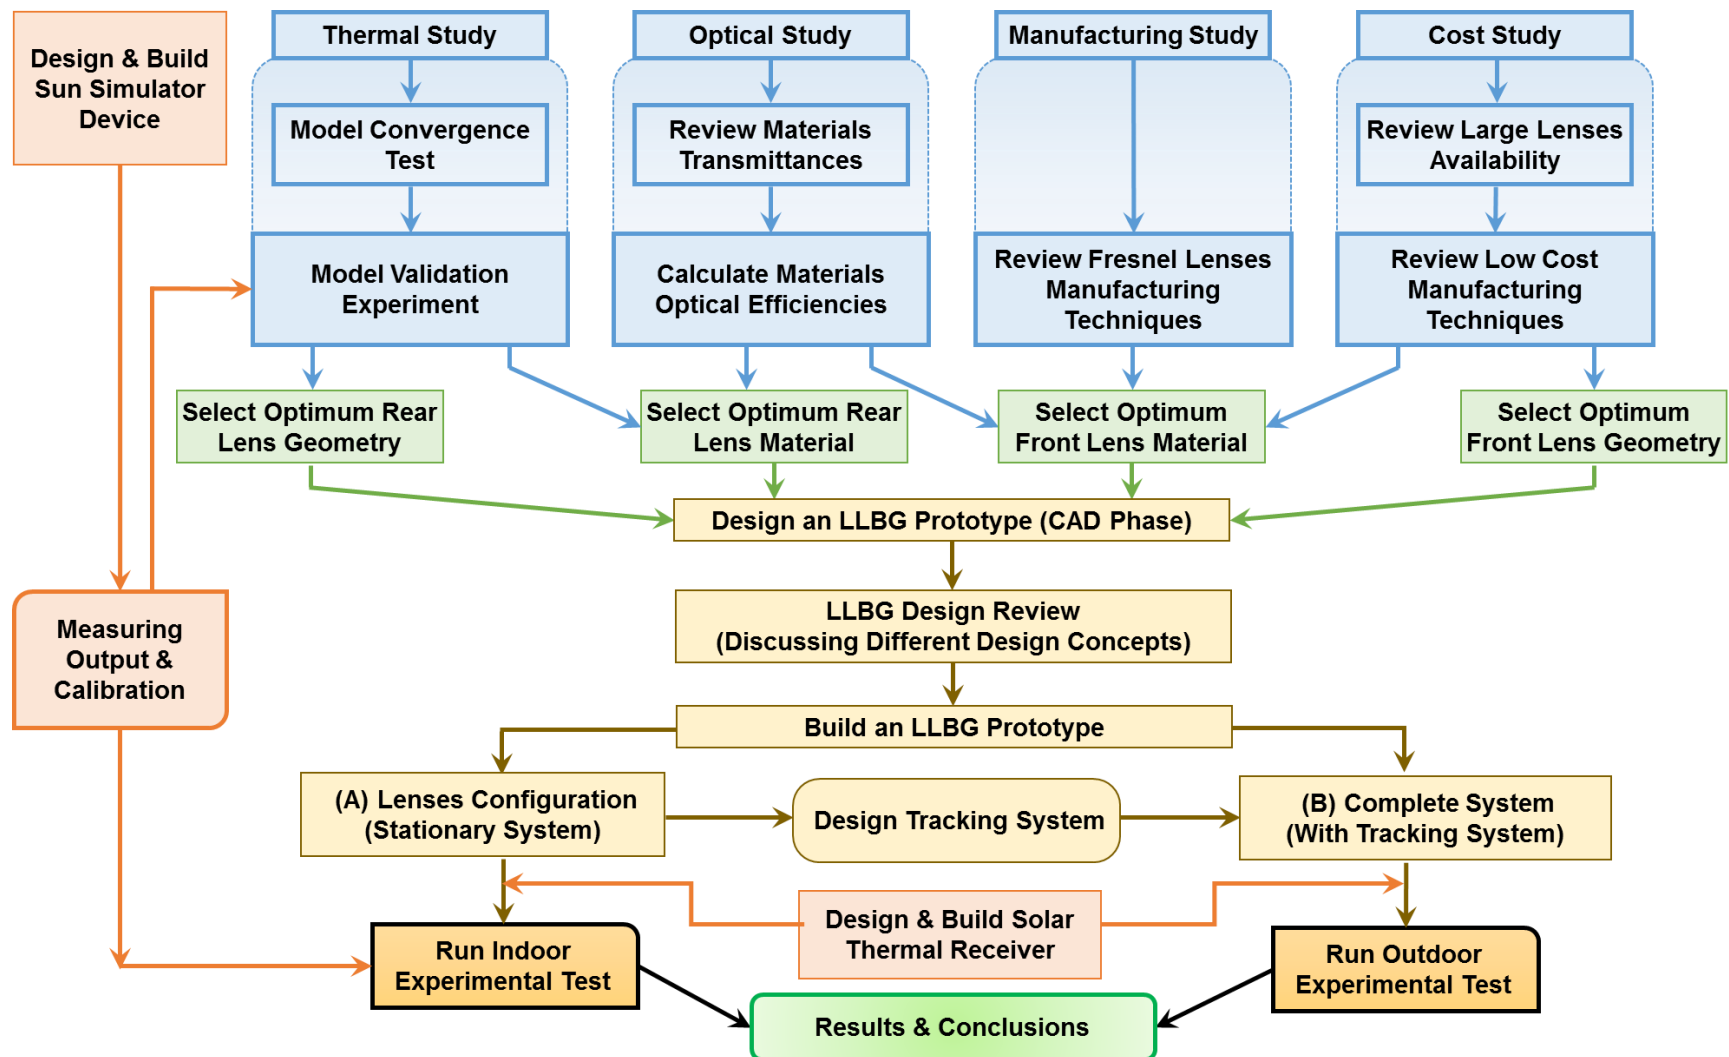 Design & Build
Sun Simulator
Device
Thermal Study
Optical Study
Manufacturing Study
Cost Study
Model Convergence
Test
Review Materials
Transmittances
Review Large Lenses
Availability
Model Validation
Experiment
Calculate Materials
Optical Efficiencies
Review Fresnel Lenses
Manufacturing
Techniques
Review Low Cost
Manufacturing
Techniques
Select Optimum Rear
Lens Geometry
Select Optimum Rear
Lens Material
Select Optimum
Front Lens Material
Select Optimum
Front Lens Geometry
Design an LLBG Prototype (CAD Phase)
Measuring
Output &
Calibration
LLBG Design Review
(Discussing Different Design Concepts)
Build an LLBG Prototype
(A) Lenses Configuration
(Stationary System)
Design Tracking System
(B) Complete System
(With Tracking System)
Design & Build Solar
Thermal Receiver
Run Indoor
Experimental Test
Run Outdoor
Experimental Test
Results & Conclusions